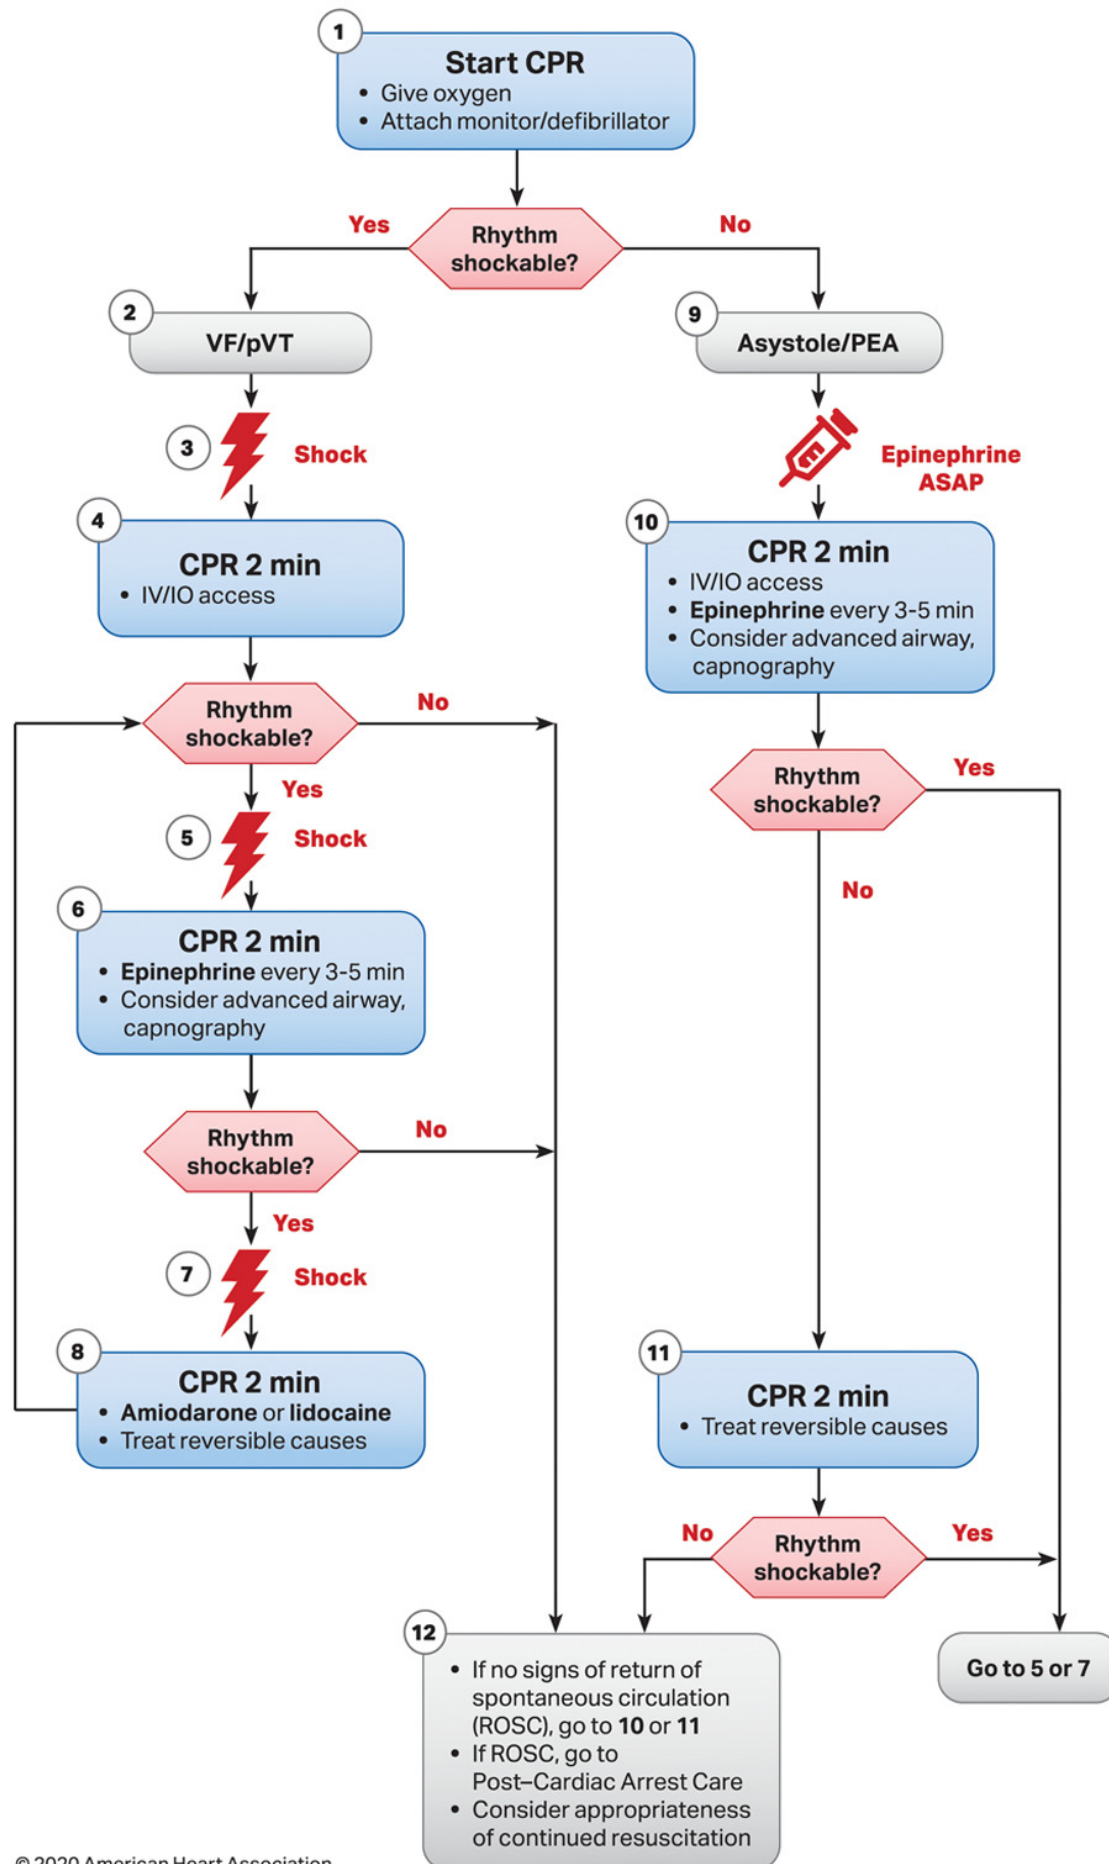 1
Start CPR
• Give oxygen
• Attach monitor/defibrillator
Rhythm
shockable?
Yes
No
2
VF/pVT
3
Shock
4
CPR 2 min
• IV/IO access
Rhythm
shockable?
No
Yes
5
Shock
6
CPR 2 min
• Epinephrine every 3-5 min
• Consider advanced airway,
capnography
Rhythm
shockable?
No
Yes
7
Shock
8
CPR 2 min
• Amiodarone or lidocaine
• Treat reversible causes
9
Asystole/PEA
Epinephrine
ASAP
10
CPR 2 min
• IV/IO access
• Epinephrine every 3-5 min
• Consider advanced airway,
capnography
Rhythm
shockable?
Yes
No
11
CPR 2 min
• Treat reversible causes
Rhythm
shockable?
No
Yes
12
• If no signs of return of
spontaneous circulation
(ROSC), go to 10 or 11
• If ROSC, go to
Post–Cardiac Arrest Care
• Consider appropriateness
of continued resuscitation
Go to 5 or 7
© 2020 American Heart Association